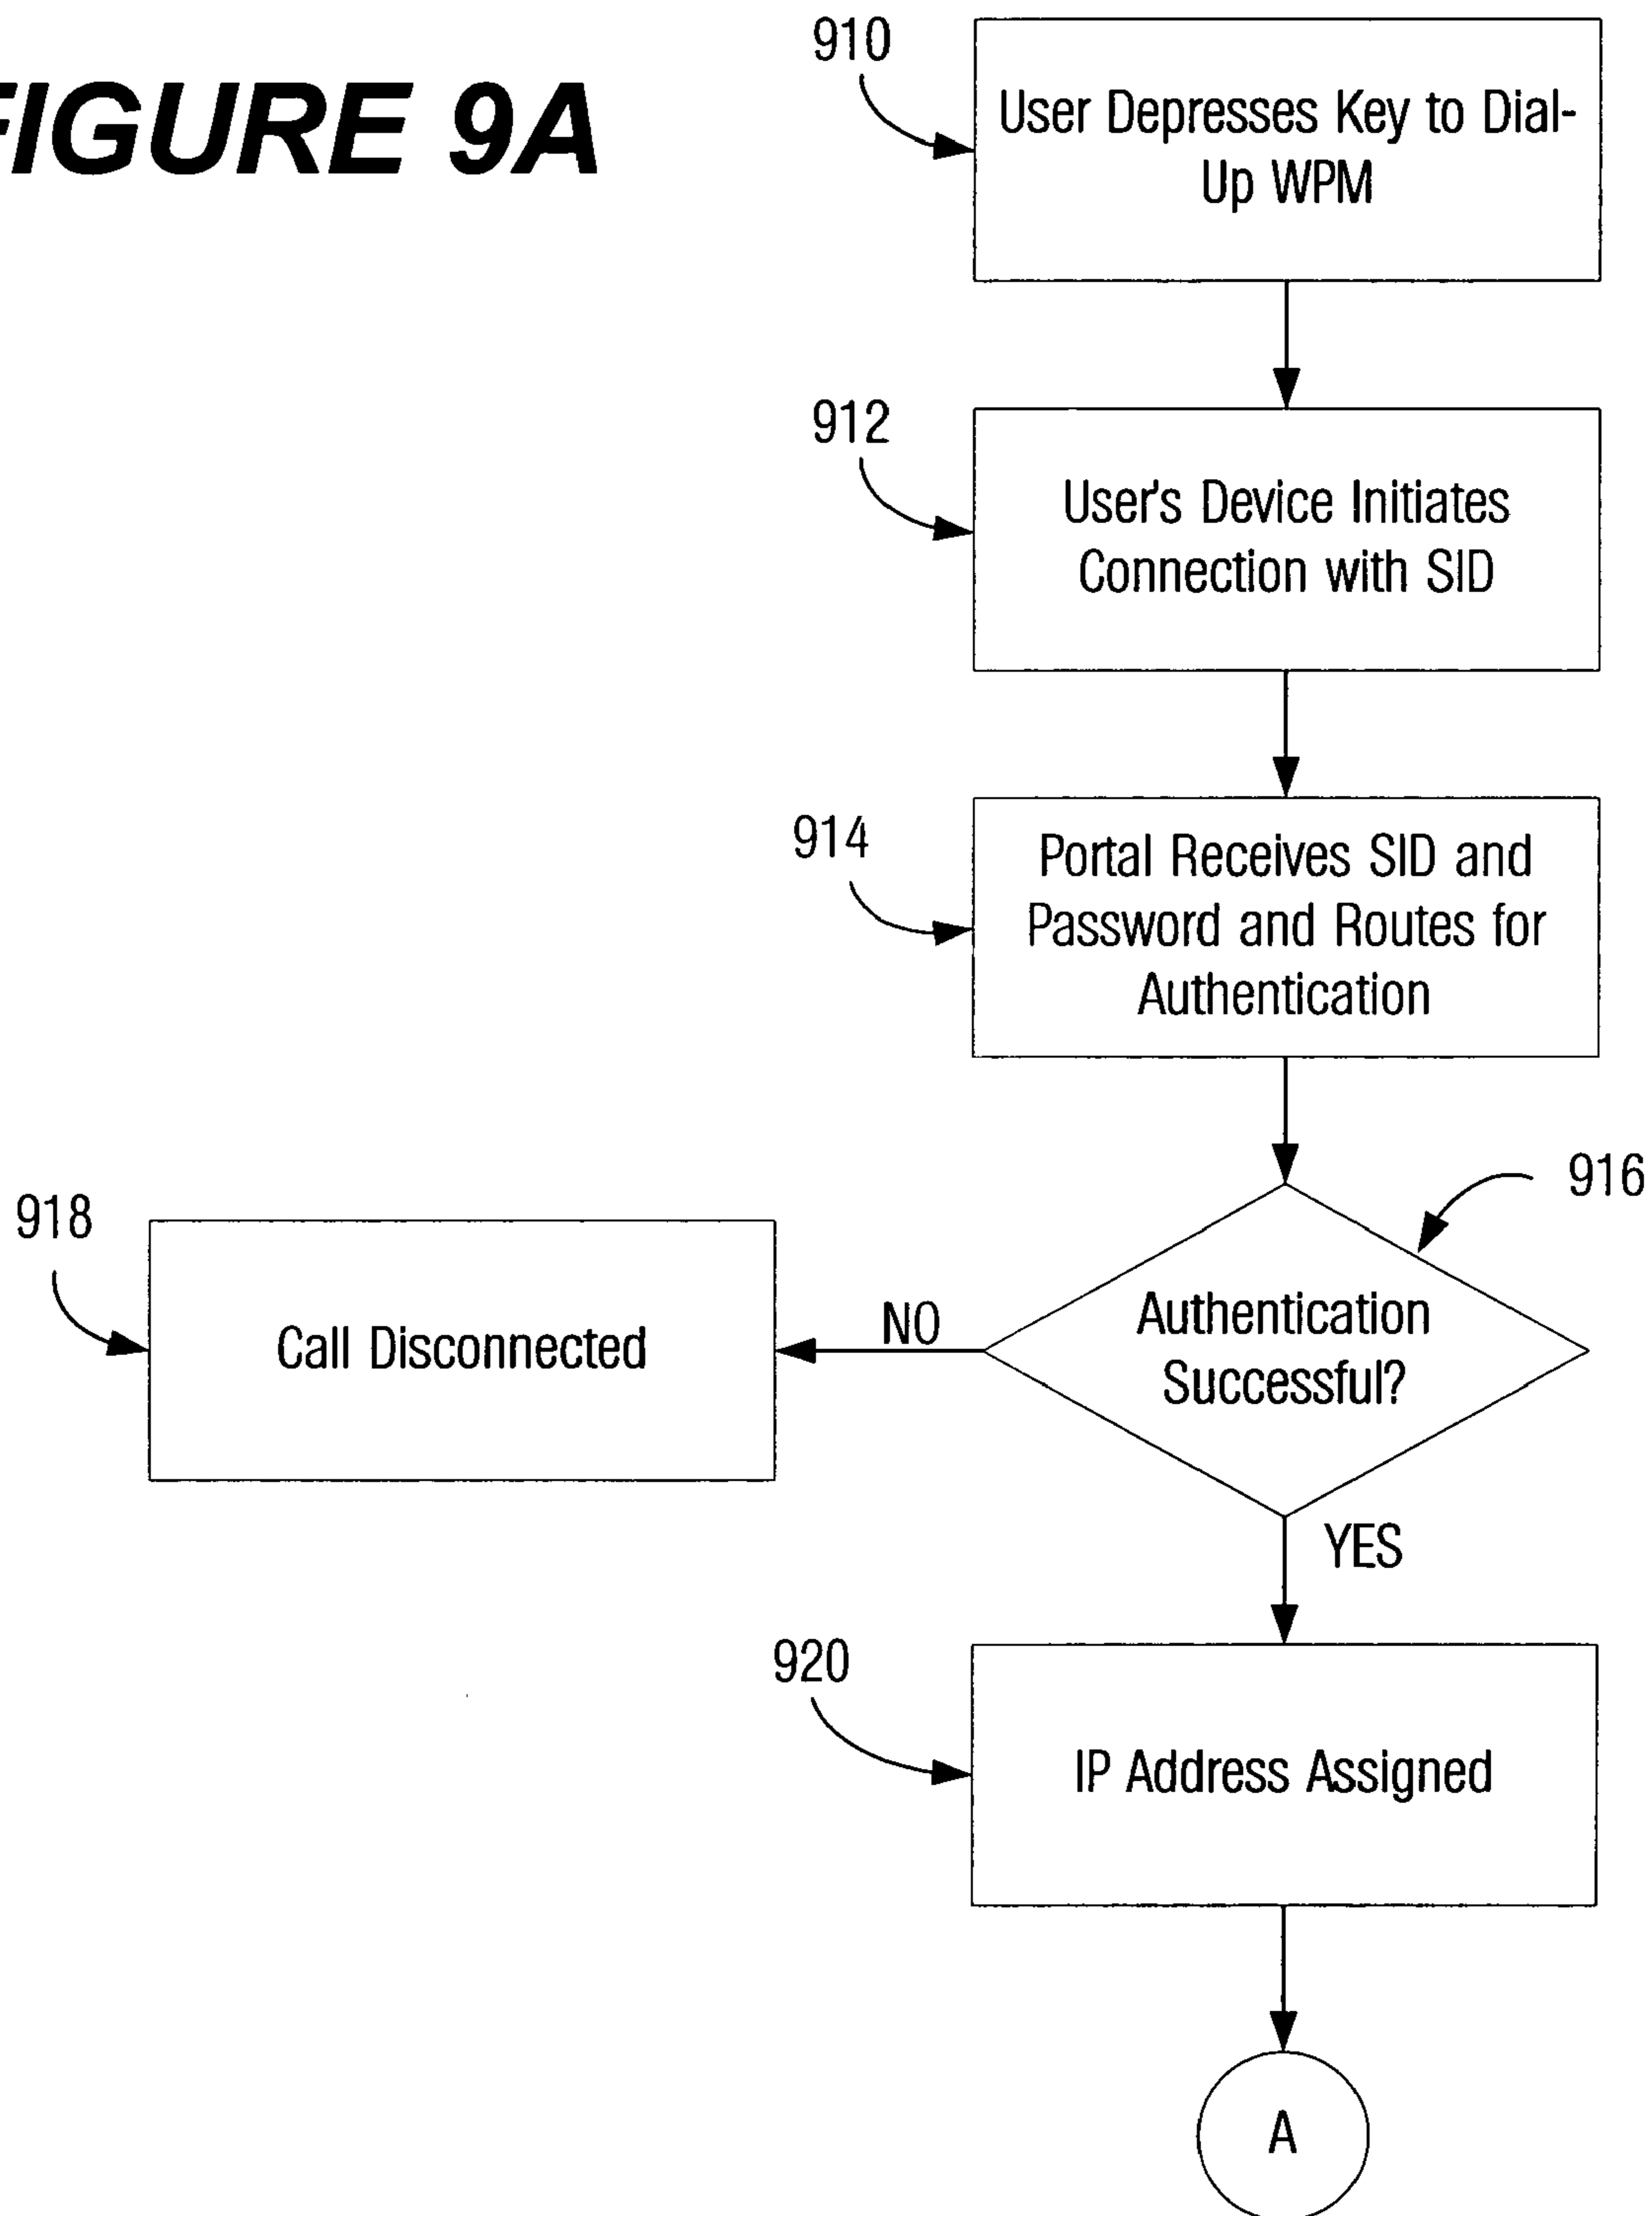 FIGURE 9A
910
User Depresses Key to Dial-
Up WPM
912
User's Device Initiates
Connection with SID
914
Portal Receives SID and
Password and Routes for
Authentication
916
Authentication
Successful?
NO
918
Call Disconnected
YES
920
IP Address Assigned
A